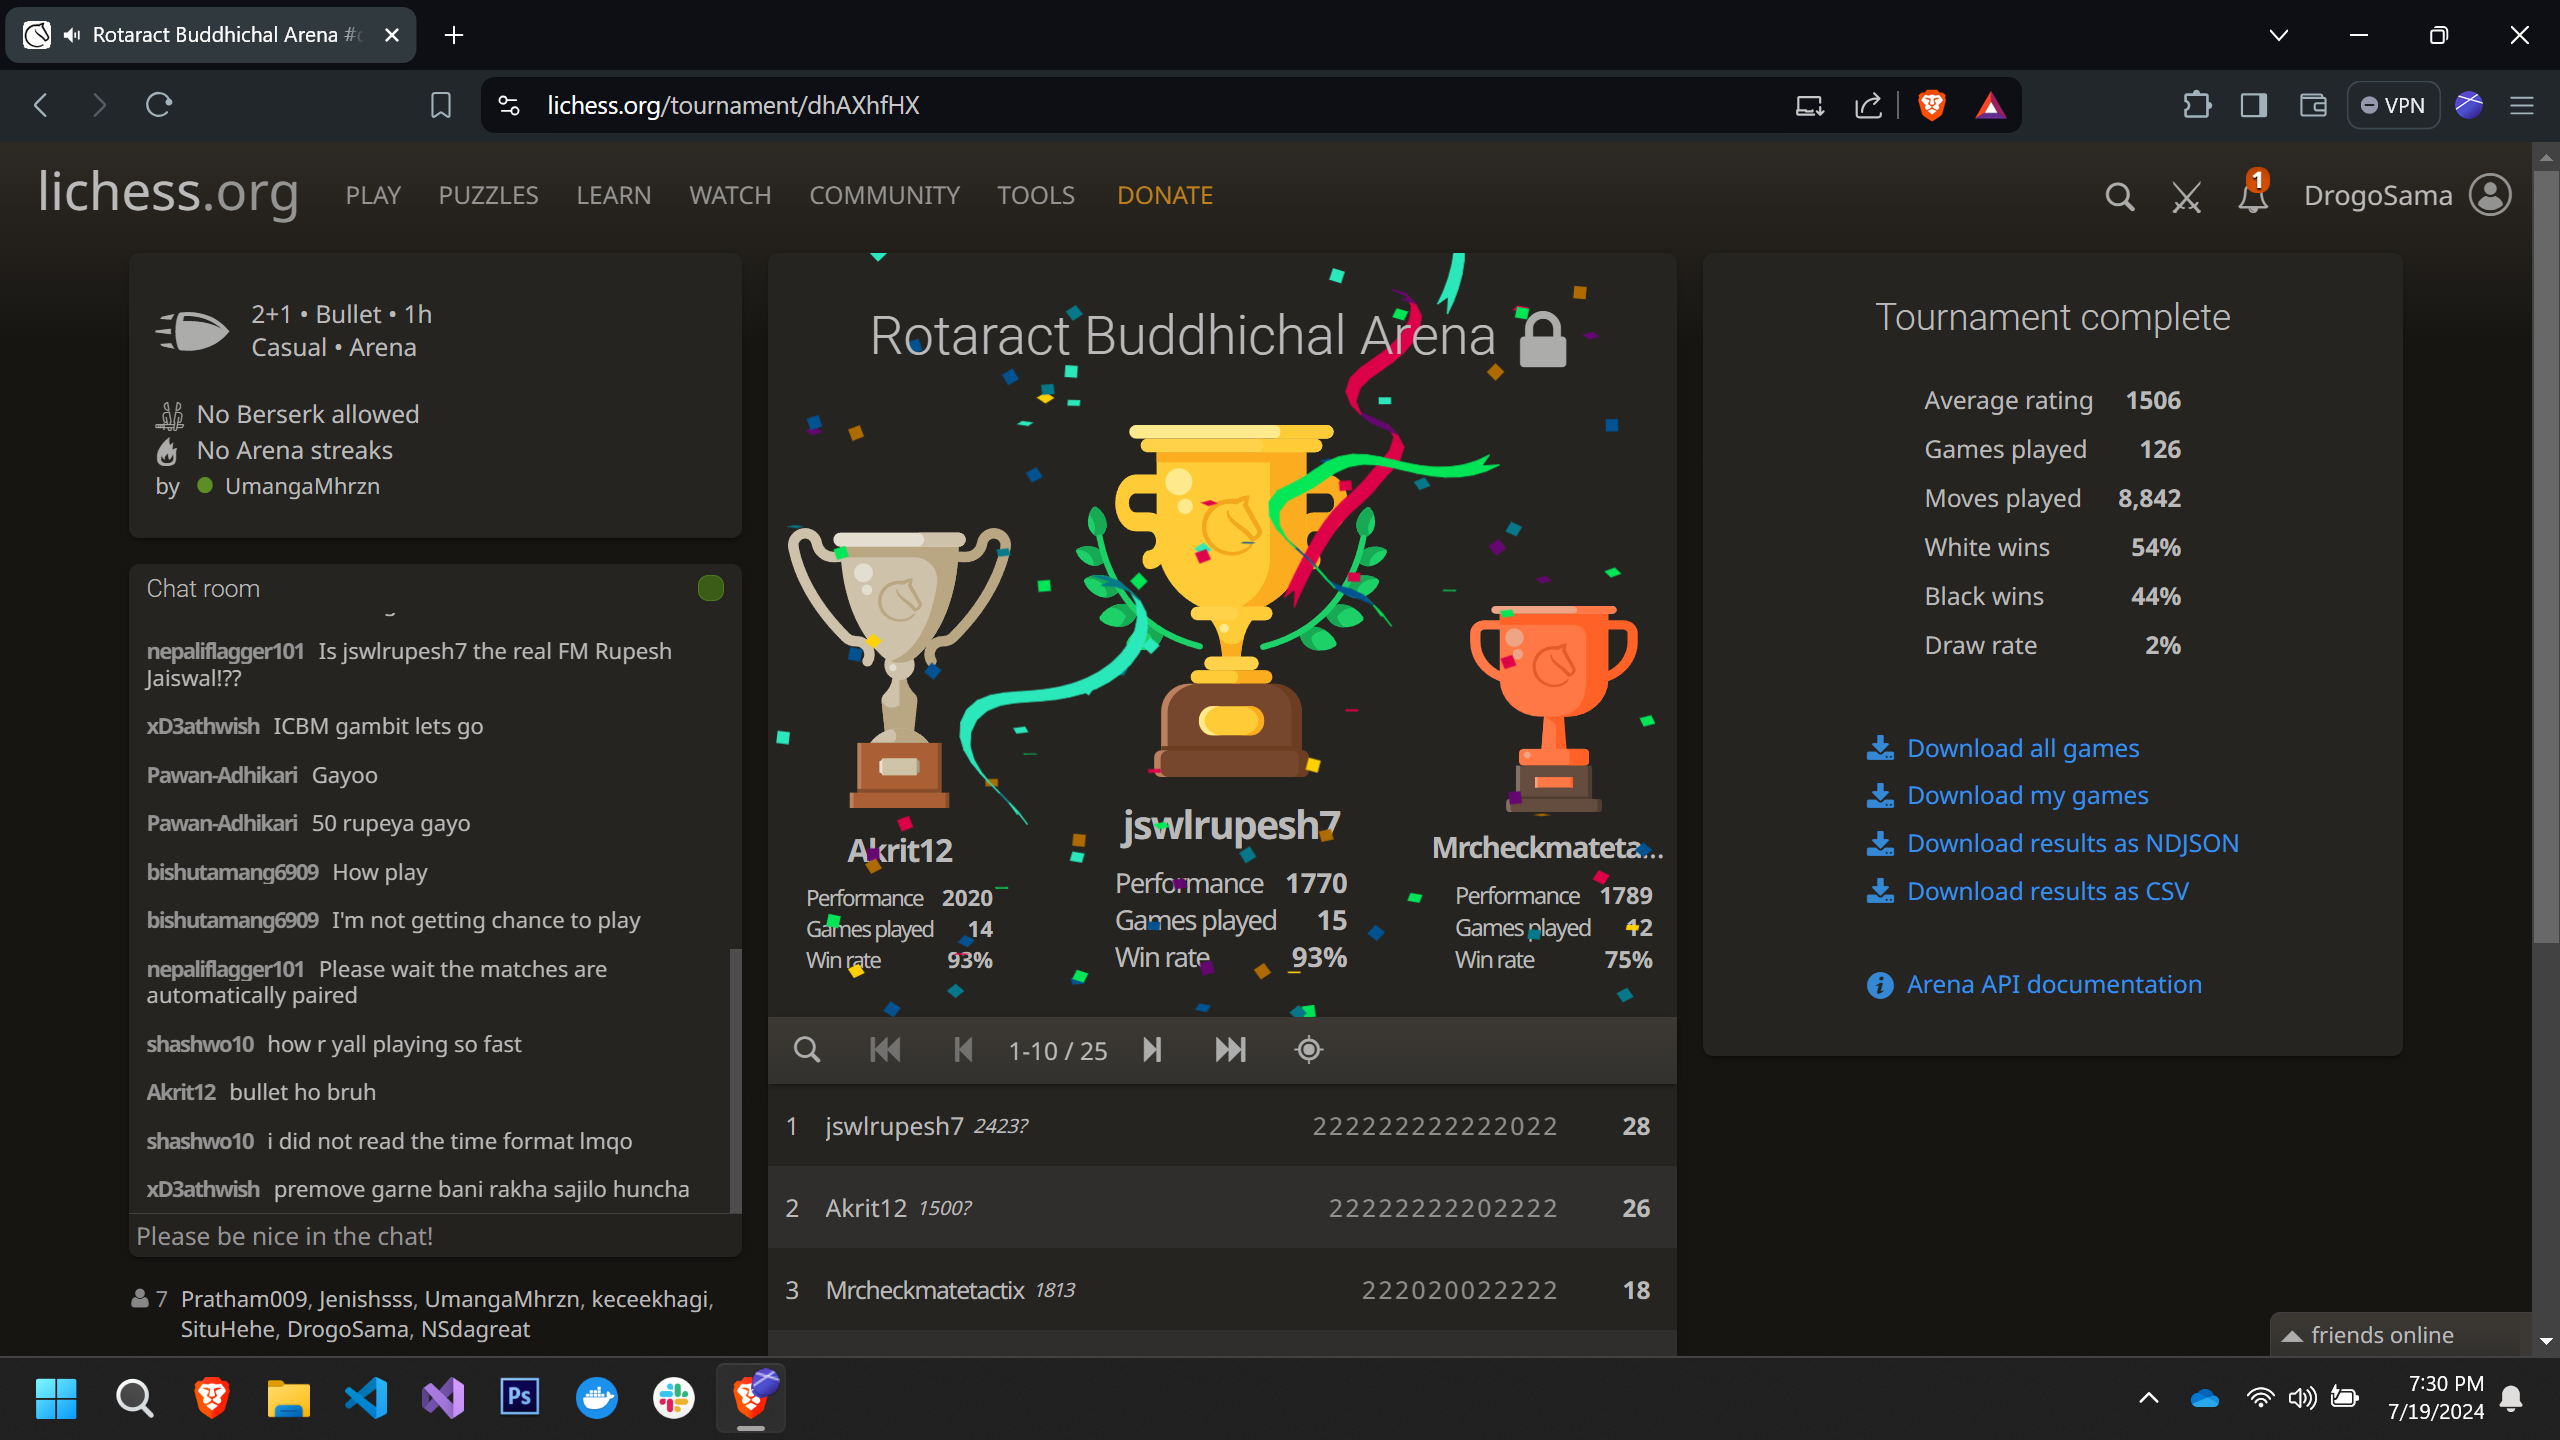 Rotaract Buddhichal Arena #
lichess.org/tournament/dhAXhfHX
VPN
lichess.org
PLAY
PUZZLES
LEARN
WATCH
COMMUNITY
TOOLS
DONATE
1
DrogoSama
2+1 • Bullet • 1h
Casual • Arena
No Berserk allowed
No Arena streaks
by UmangaMhrzn
Chat room
nepaliflagger101 Is jswlrupesh7 the real FM Rupesh
Jaiswal!??
xD3athwish ICBM gambit lets go
Pawan-Adhikari Gayoo
Pawan-Adhikari 50 rupeya gayo
bishutamang6909 How play
bishutamang6909 I'm not getting chance to play
nepaliflagger101 Please wait the matches are
automatically paired
shashwo10 how r yall playing so fast
Akrit12 bullet ho bruh
shashwo10 i did not read the time format lmqo
xD3athwish premove garne bani rakha sajilo huncha
Please be nice in the chat!
7 Pratham009, Jenishsss, UmangaMhrzn, keceekhagi,
SituHehe, DrogoSama, NSdagreat
Rotaract Buddhichal Arena
Akrit12
Performance 2020
Games played 14
Win rate 93%
jswlrupesh7
Performance 1770
Games played 15
Win rate 93%
Mrcheckmateta...
Performance 1789
Games played 12
Win rate 75%
1-10 / 25
1 jswlrupesh7 2423? 222222222222022 28
2 Akrit12 1500? 22222222202222 26
3 Mrcheckmatetactix 1813 222020022222 18
Tournament complete
Average rating 1506
Games played 126
Moves played 8,842
White wins 54%
Black wins 44%
Draw rate 2%
Download all games
Download my games
Download results as NDJSON
Download results as CSV
Arena API documentation
friends online
Ps
7:30 PM
7/19/2024